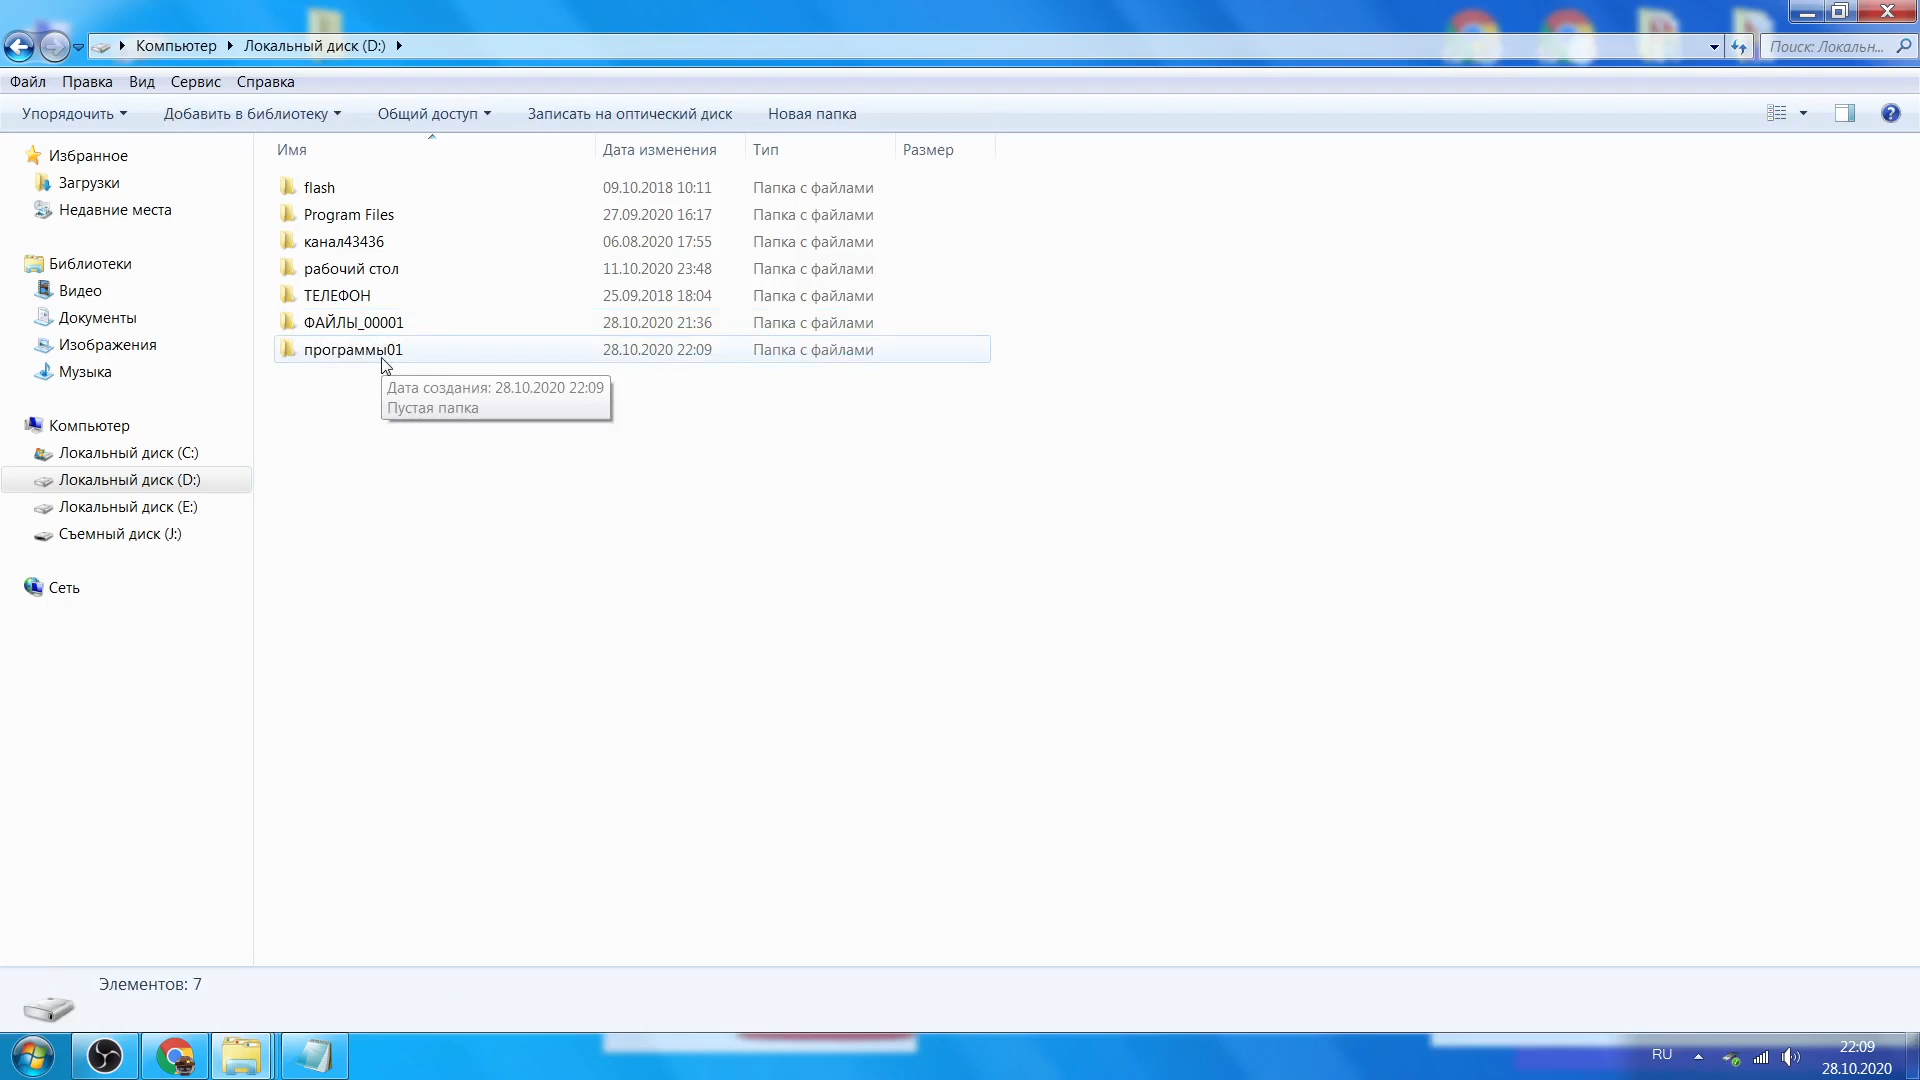 Компьютер Локальный диск (D:)
Поиск: Локальн...
Файл Правка Вид Сервис Справка
Упорядочить Добавить в библиотеку Общий доступ Записать на оптический диск Новая папка
Имя Дата изменения Тип Размер
flash 09.10.2018 10:11 Папка с файлами
Program Files 27.09.2020 16:17 Папка с файлами
канал43436 06.08.2020 17:55 Папка с файлами
рабочий стол 11.10.2020 23:48 Папка с файлами
ТЕЛЕФОН 25.09.2018 18:04 Папка с файлами
ФАЙЛЫ_00001 28.10.2020 21:36 Папка с файлами
программы01 28.10.2020 22:09 Папка с файлами
Дата создания: 28.10.2020 22:09
Пустая папка
Избранное
Загрузки
Недавние места
Библиотеки
Видео
Документы
Изображения
Музыка
Компьютер
Локальный диск (C:)
Локальный диск (D:)
Локальный диск (E:)
Съемный диск (J:)
Сеть
Элементов: 7
RU
22:09
28.10.2020